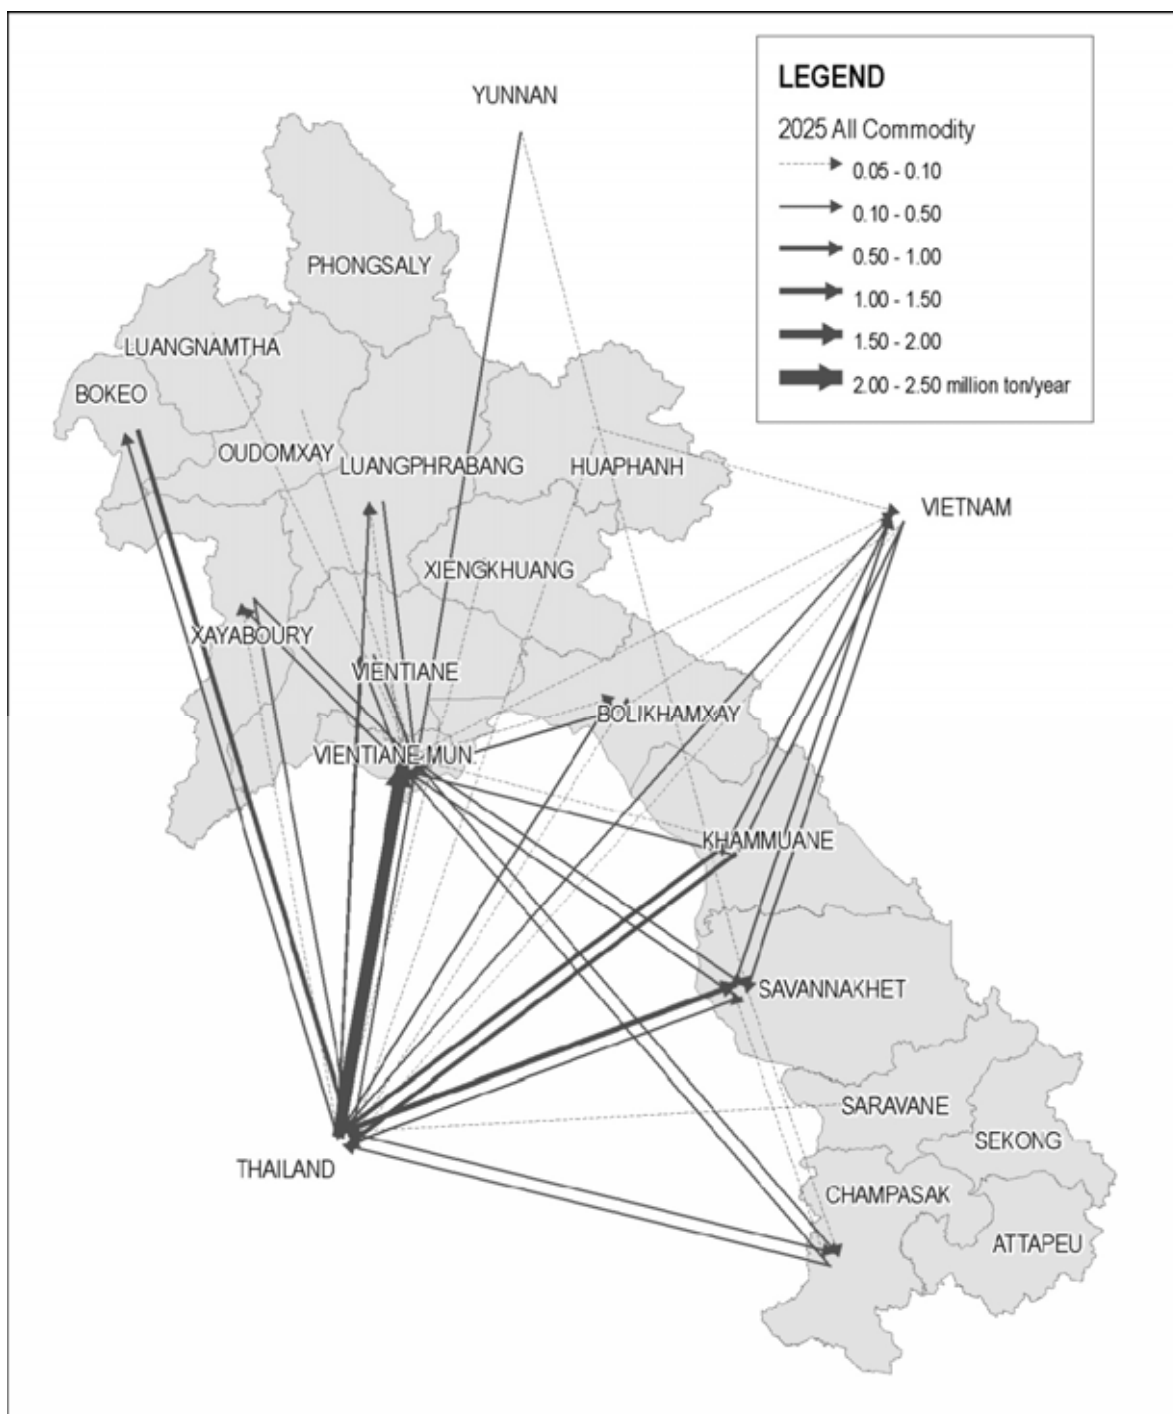 YUNNAN
LEGEND
2025 All Commodity
0.05 - 0.10
0.10 - 0.50
0.50 - 1.00
1.00 - 1.50
1.50 - 2.00
2.00 - 2.50 million ton/year
PHONGSALY
LUANGNAMTHA
BOKEO
OUDOMXAY
LUANGPHRABANG
HUAPHANH
VIETNAM
XIENGKHUANG
XAYABOURY
VIENTIANE
BOLIKHAMXAY
VIENTIANE MUN.
KHAMMUANE
SAVANNAKHET
SARAVANE
SEKONG
THAILAND
CHAMPASAK
ATTAPEU